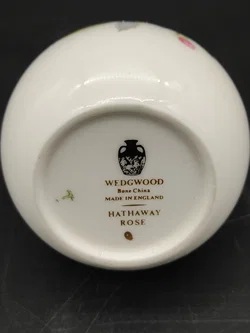 WEDGWOOD
Bone China
MADE IN ENGLAND
HATHAWAY
ROSE